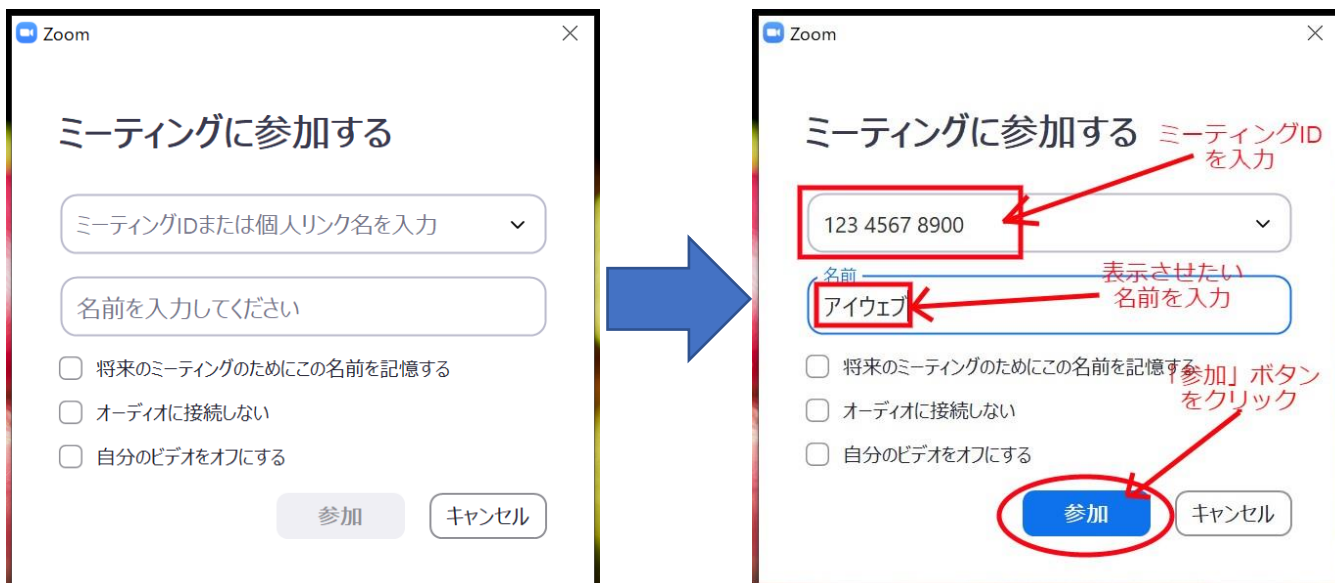 Zoom
ミーティングに参加する
ミーティングIDまたは個人リンク名を入力
名前を入力してください
将来のミーティングのためにこの名前を記憶する
オーディオに接続しない
自分のビデオをオフにする
参加
キャンセル
Zoom
ミーティングに参加する
ミーティングID
を入力
123 4567 8900
名前
アイウェブ
表示させたい
名前を入力
将来のミーティングのためにこの名前を記憶する
「参加」ボタン
をクリック
オーディオに接続しない
自分のビデオをオフにする
参加
キャンセル